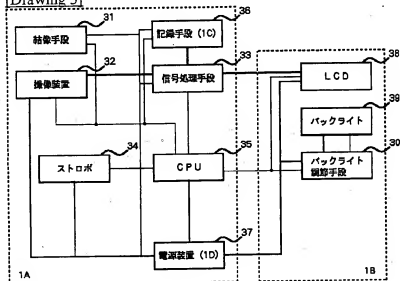 [Drawing 3]
31
結像手段
36
記録手段 (1C)
32
撮像装置
33
信号処理手段
38
LCD
39
バックライト
34
ストロボ
35
CPU
30
バックライト
調節手段
37
電源装置 (1D)
1A
1B